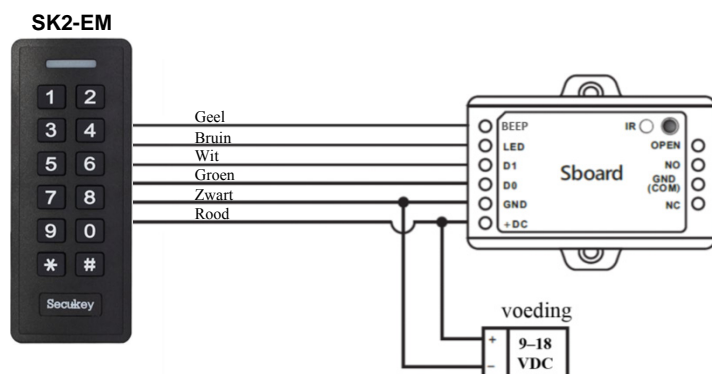 SK2-EM
1 2
3 4
5 6
7 8
9 0
* #
Secukey
Geel
Bruin
Wit
Groen
Zwart
Rood
BEEP
LED
D1
D0
GND
+DC
Sboard
IR
OPEN
NO
GND
(COM)
NC
voeding
+ 9–18
– VDC